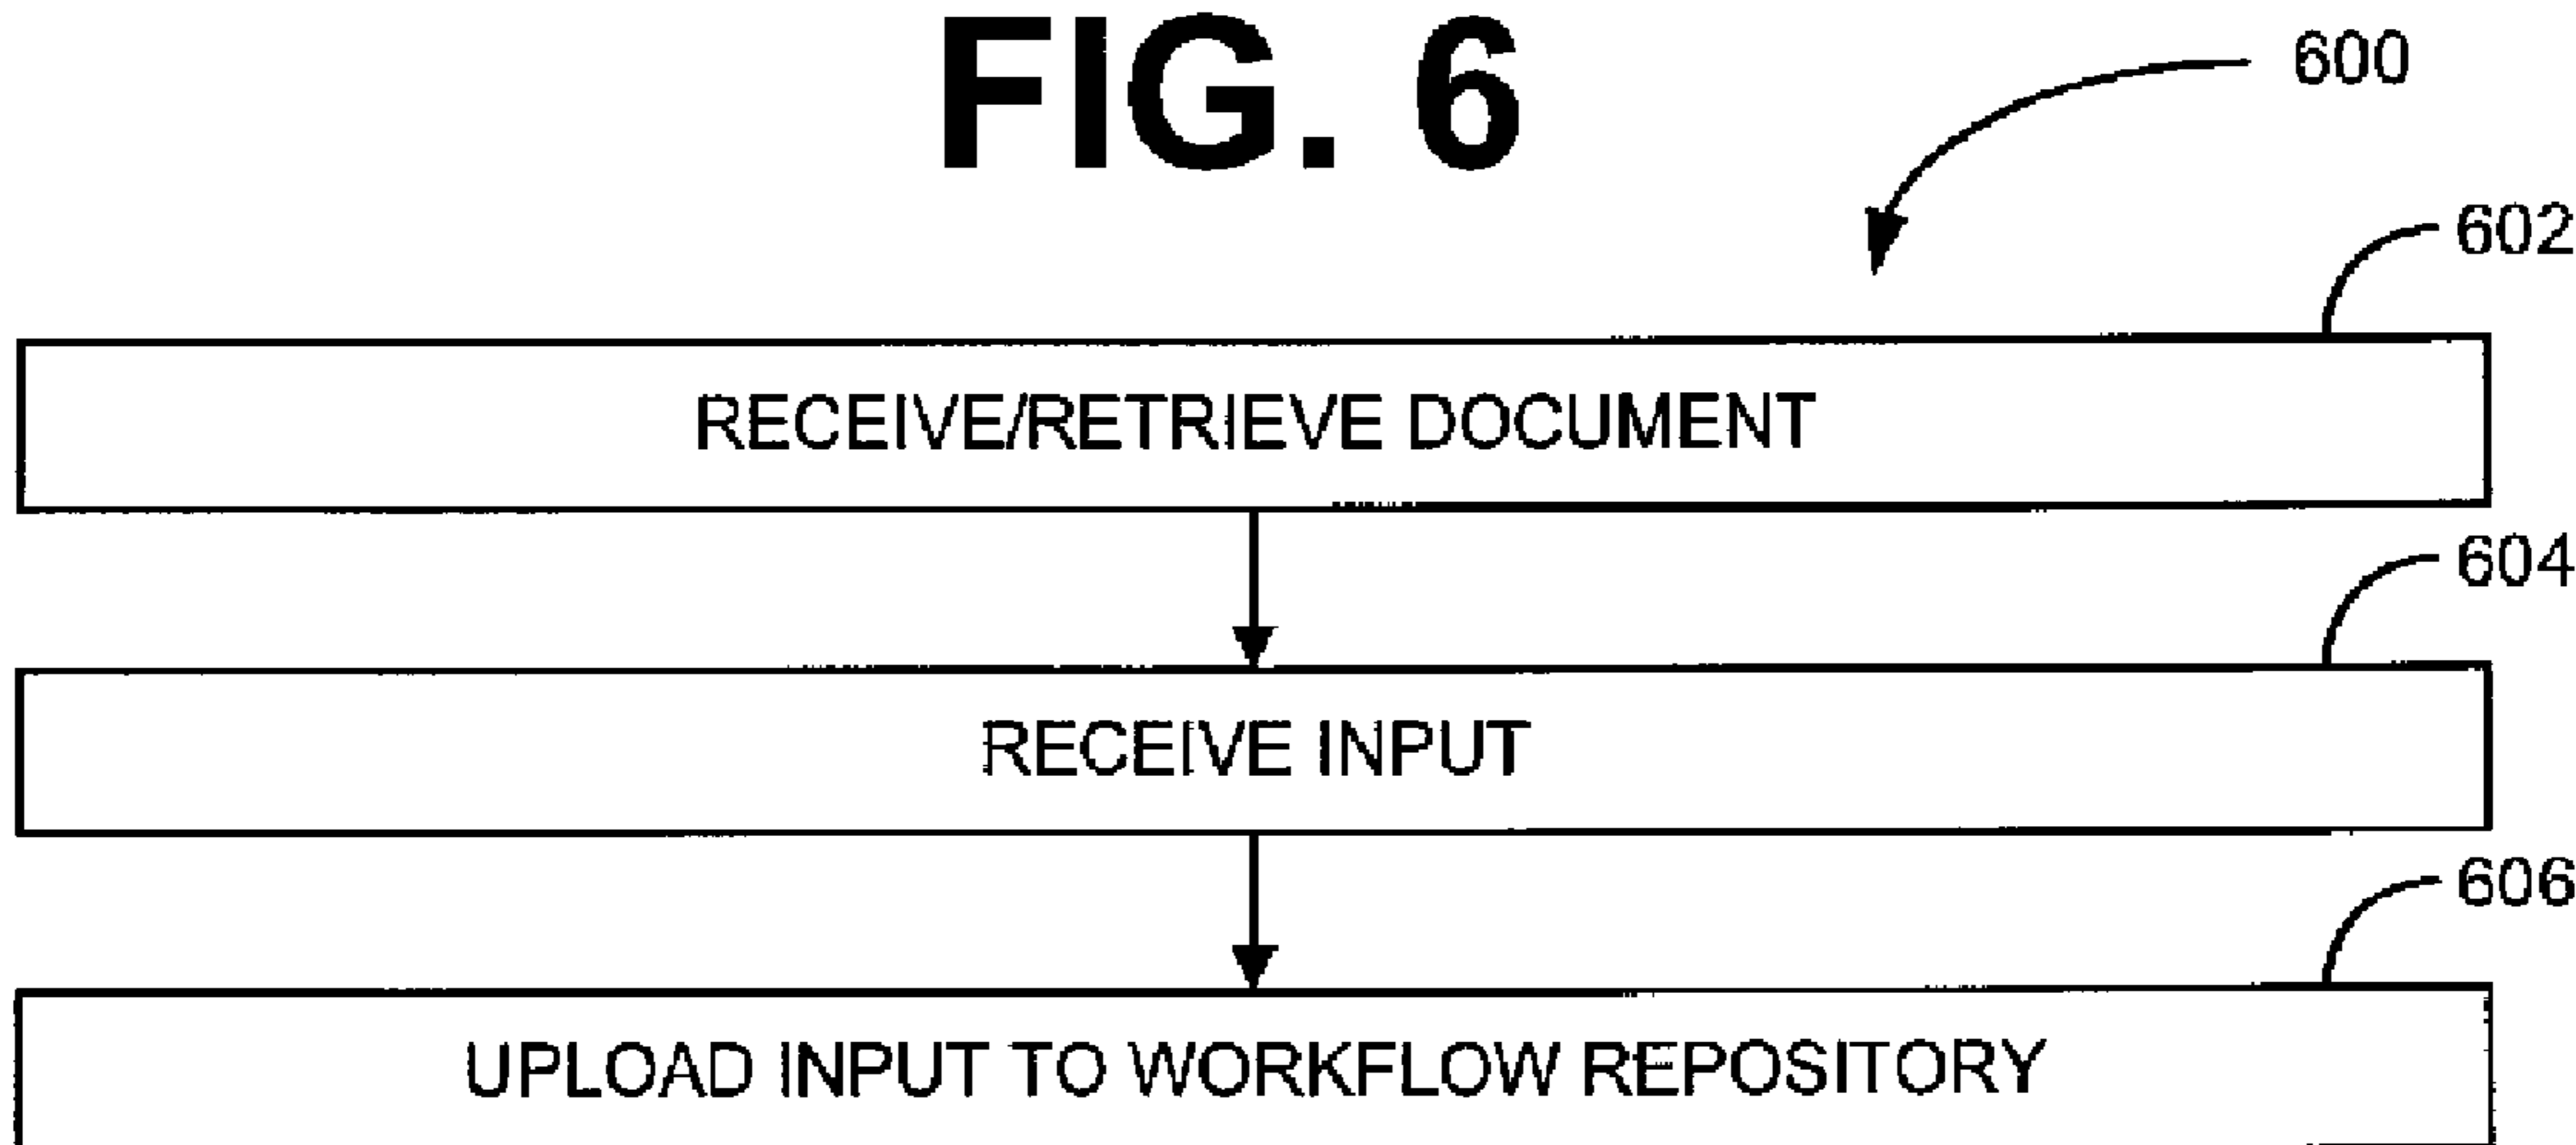 FIG. 6
600
602
RECEIVE/RETRIEVE DOCUMENT
604
RECEIVE INPUT
606
UPLOAD INPUT TO WORKFLOW REPOSITORY